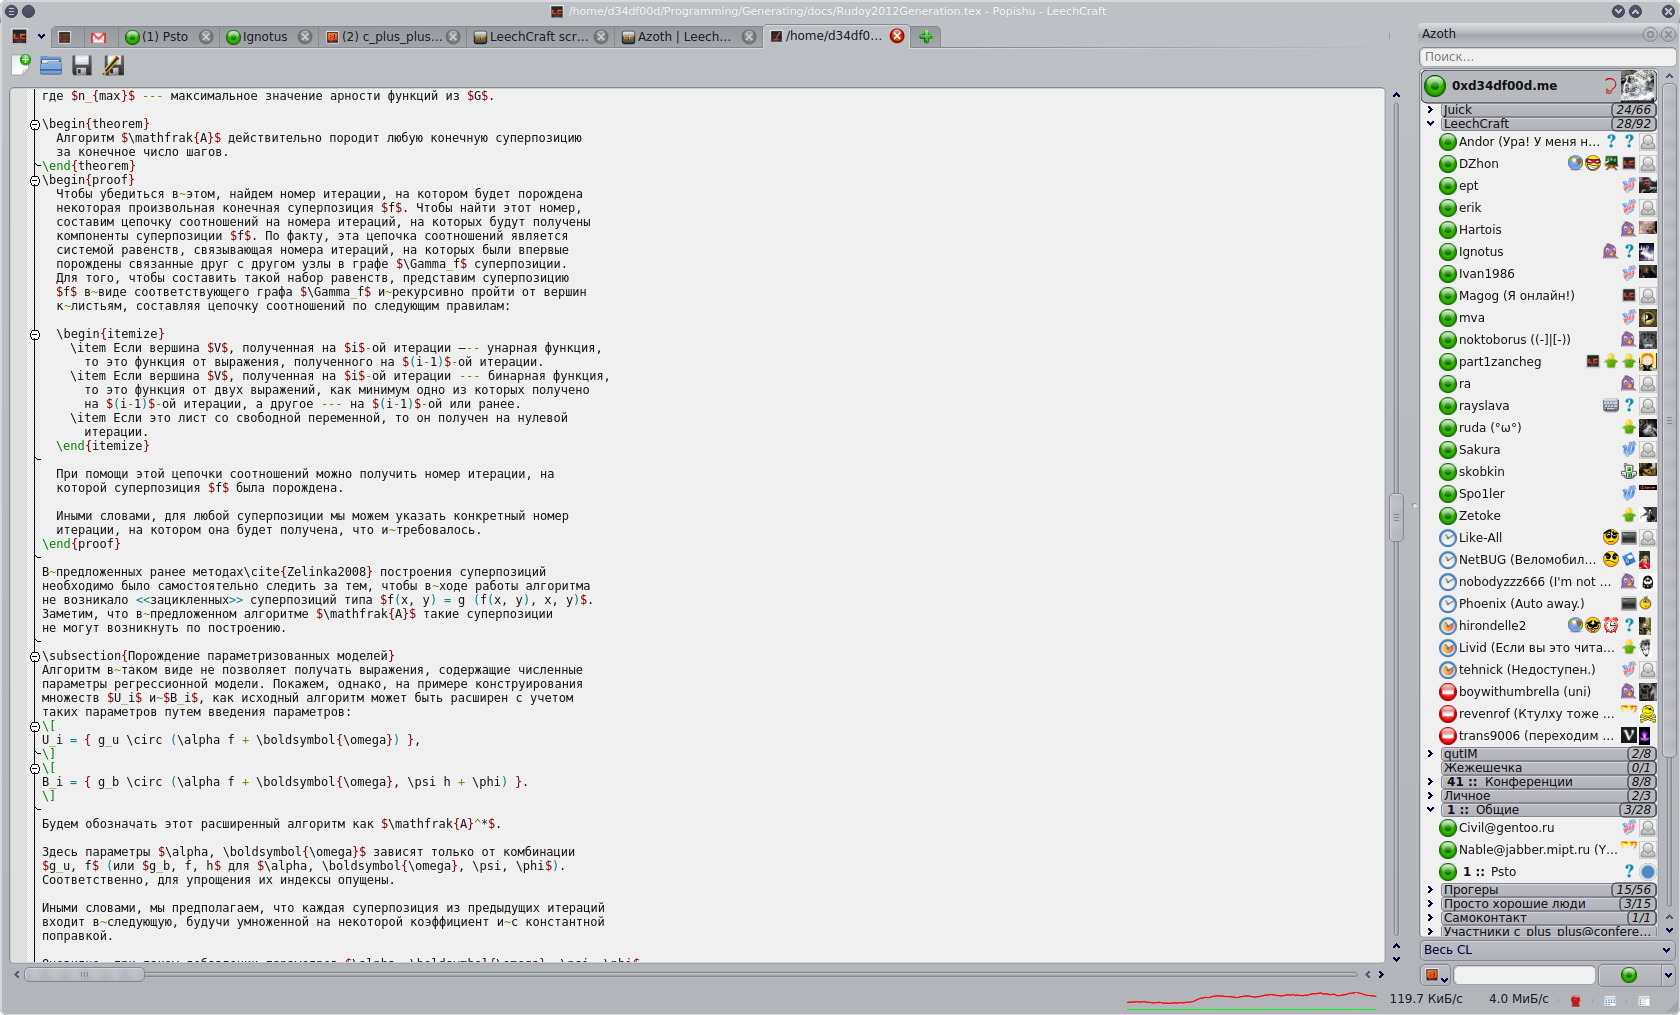 /home/d34df00d/Programming/Generating/docs/Rudoy2012Generation.tex - Popishu - LeechCraft
(1) Psto
Ignotus
(2) c_plus_plus...
LeechCraft scr...
Azoth | Leech...
/home/d34df0...
где $n_{max}$ --- максимальное значение арности функций из $G$.
\begin{theorem}
Алгоритм $\mathfrak{A}$ действительно породит любую конечную суперпозицию
за конечное число шагов.
\end{theorem}
\begin{proof}
Чтобы убедиться в~этом, найдем номер итерации, на котором будет порождена
некоторая произвольная конечная суперпозиция $f$. Чтобы найти этот номер,
составим цепочку соотношений на номера итераций, на которых будут получены
компоненты суперпозиции $f$. По факту, эта цепочка соотношений является
системой равенств, связывающая номера итераций, на которых были впервые
порождены связанные друг с другом узлы в графе $\Gamma_f$ суперпозиции.
Для того, чтобы составить такой набор равенств, представим суперпозицию
$f$ в~виде соответствующего графа $\Gamma_f$ и~рекурсивно пройти от вершин
к~листьям, составляя цепочку соотношений по следующим правилам:
\begin{itemize}
\item Если вершина $V$, полученная на $i$-ой итерации —-- унарная функция,
то это функция от выражения, полученного на $(i-1)$-ой итерации.
\item Если вершина $V$, полученная на $i$-ой итерации --- бинарная функция,
то это функция от двух выражений, как минимум одно из которых получено
на $(i-1)$-ой итерации, а другое --- на $(i-1)$-ой или ранее.
\item Если это лист со свободной переменной, то он получен на нулевой
итерации.
\end{itemize}
При помощи этой цепочки соотношений можно получить номер итерации, на
которой суперпозиция $f$ была порождена.
Иными словами, для любой суперпозиции мы можем указать конкретный номер
итерации, на котором она будет получена, что и~требовалось.
\end{proof}
В~предложенных ранее методах\cite{Zelinka2008} построения суперпозиций
необходимо было самостоятельно следить за тем, чтобы в~ходе работы алгоритма
не возникало <<зацикленных>> суперпозиций типа $f(x, y) = g (f(x, y), x, y)$.
Заметим, что в~предложенном алгоритме $\mathfrak{A}$ такие суперпозиции
не могут возникнуть по построению.
\subsection{Порождение параметризованных моделей}
Алгоритм в~таком виде не позволяет получать выражения, содержащие численные
параметры регрессионной модели. Покажем, однако, на примере конструирования
множеств $U_i$ и~$B_i$, как исходный алгоритм может быть расширен с учетом
таких параметров путем введения параметров:
\[
U_i = { g_u \circ (\alpha f + \boldsymbol{\omega}) },
\]
\[
B_i = { g_b \circ (\alpha f + \boldsymbol{\omega}, \psi h + \phi) }.
\]
Будем обозначать этот расширенный алгоритм как $\mathfrak{A}^*$.
Здесь параметры $\alpha, \boldsymbol{\omega}$ зависят только от комбинации
$g_u, f$ (или $g_b, f, h$ для $\alpha, \boldsymbol{\omega}, \psi, \phi$).
Соответственно, для упрощения их индексы опущены.
Иными словами, мы предполагаем, что каждая суперпозиция из предыдущих итераций
входит в~следующую, будучи умноженной на некоторой коэффициент и~с константной
поправкой.
Azoth
Поиск...
0xd34df00d.me
Juick 24/66
LeechCraft 28/92
Andor (Ура! У меня н...
DZhon
ept
erik
Hartois
Ignotus
Ivan1986
Magog (Я онлайн!)
mva
noktoborus ((-]|[-))
part1zancheg
ra
rayslava
ruda (°ω°)
Sakura
skobkin
Spo1ler
Zetoke
Like-All
NetBUG (Веломобил...
nobodyzzz666 (I'm not ...
Phoenix (Auto away.)
hirondelle2
Livid (Если вы это чита...
tehnick (Недоступен.)
boywithumbrella (uni)
revenrof (Ктулху тоже ...
trans9006 (переходим ...
qutIM 2/8
Жежешечка 0/1
41 :: Конференции 8/8
Личное 2/3
1 :: Общие 3/28
Civil@gentoo.ru
Nable@jabber.mipt.ru (Y...
1 :: Psto
Прогеры 15/56
Просто хорошие люди 3/15
Самоконтакт 1/1
Участники c_plus_plus@confere...
Весь CL
119.7 КиБ/с 4.0 МиБ/с